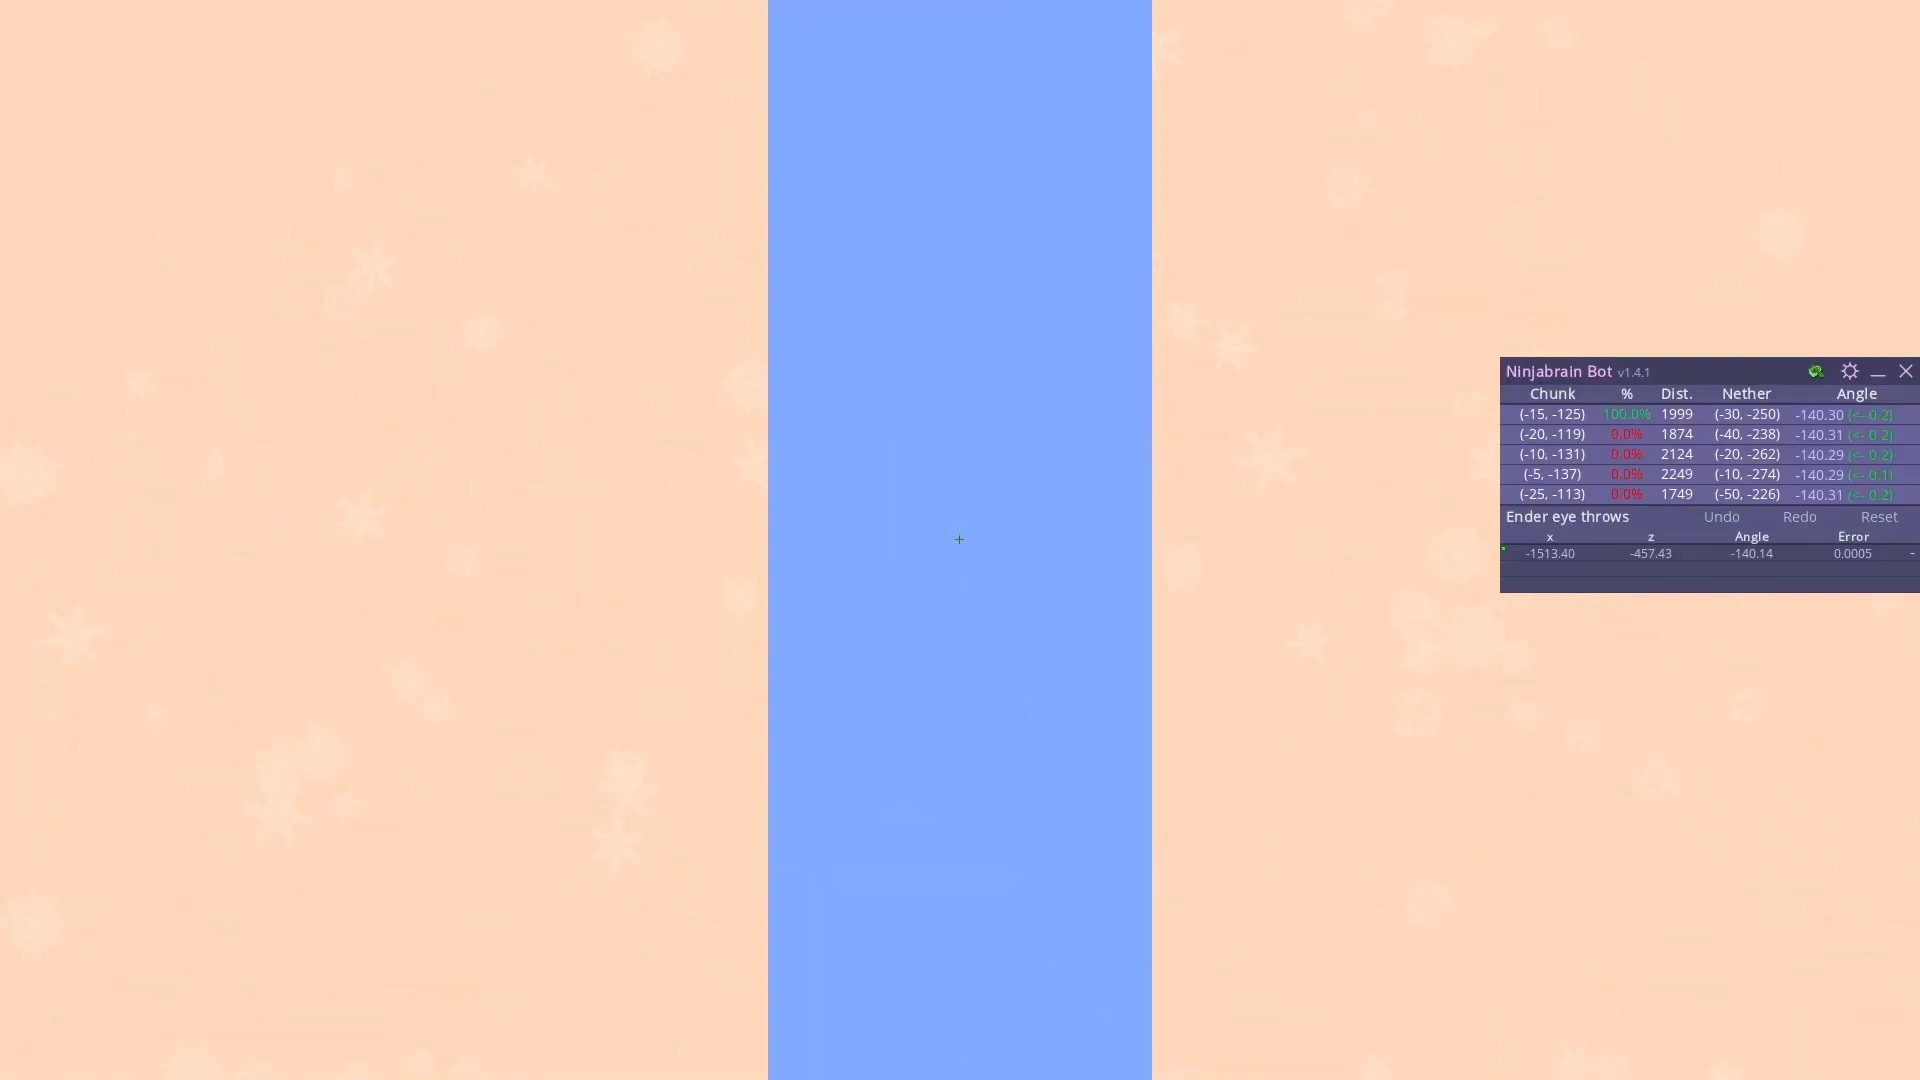 Ninjabrain Bot v1.4.1
Chunk % Dist. Nether Angle
(-15, -125) 100.0% 1999 (-30, -250) -140.30 (<- 0.2)
(-20, -119) 0.0% 1874 (-40, -238) -140.31 (<- 0.2)
(-10, -131) 0.0% 2124 (-20, -262) -140.29 (<- 0.2)
(-5, -137) 0.0% 2249 (-10, -274) -140.29 (<- 0.1)
(-25, -113) 0.0% 1749 (-50, -226) -140.31 (<- 0.2)
Ender eye throws Undo Redo Reset
x z Angle Error
-1513.40 -457.43 -140.14 0.0005 -